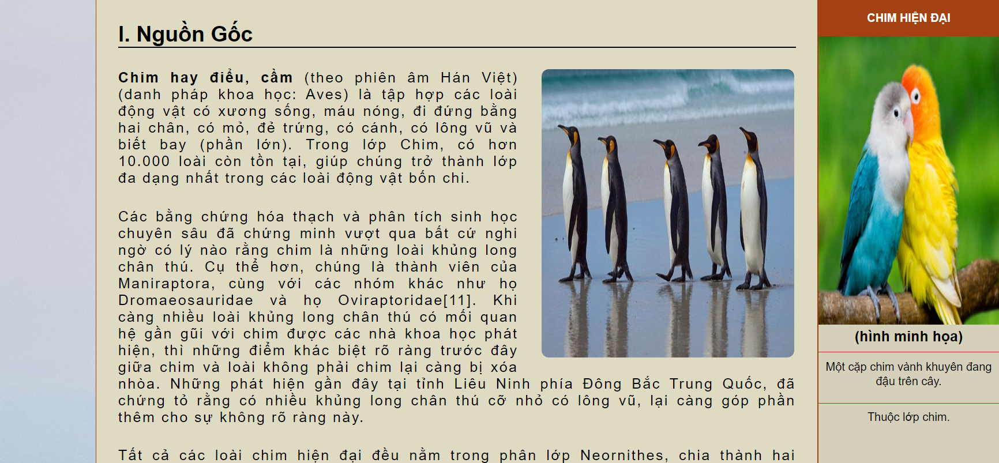 I. Nguồn Gốc
Chim hay điểu, cầm (theo phiên âm Hán Việt)
(danh pháp khoa học: Aves) là tập hợp các loài
động vật có xương sống, máu nóng, đi đứng bằng
hai chân, có mỏ, đẻ trứng, có cánh, có lông vũ và
biết bay (phần lớn). Trong lớp Chim, có hơn
10.000 loài còn tồn tại, giúp chúng trở thành lớp
đa dạng nhất trong các loài động vật bốn chi.
Các bằng chứng hóa thạch và phân tích sinh học
chuyên sâu đã chứng minh vượt qua bất cứ nghi
ngờ có lý nào rằng chim là những loài khủng long
chân thú. Cụ thể hơn, chúng là thành viên của
Maniraptora, cùng với các nhóm khác như họ
Dromaeosauridae và họ Oviraptoridae[11]. Khi
càng nhiều loài khủng long chân thú có mối quan
hệ gần gũi với chim được các nhà khoa học phát
hiện, thì những điểm khác biệt rõ ràng trước đây
giữa chim và loài không phải chim lại càng bị xóa
nhòa. Những phát hiện gần đây tại tỉnh Liêu Ninh phía Đông Bắc Trung Quốc, đã
chứng tỏ rằng có nhiều khủng long chân thú cỡ nhỏ có lông vũ, lại càng góp phần
thêm cho sự không rõ ràng này.
Tất cả các loài chim hiện đại đều nằm trong phân lớp Neornithes, chia thành hai
CHIM HIỆN ĐẠI
(hình minh họa)
Một cặp chim vành khuyên đang
đậu trên cây.
Thuộc lớp chim.